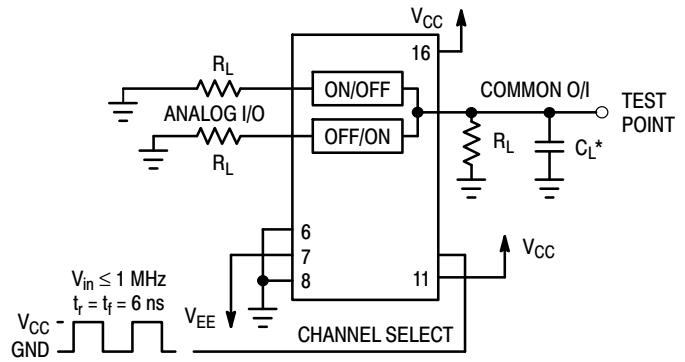 VCC
16
RL
ON/OFF
COMMON O/I
ANALOG I/O
OFF/ON
TEST
POINT
RL
RL
CL*
6
7
8
11
VCC
Vin ≤ 1 MHz
tr = tf = 6 ns
VEE
VCC
GND
CHANNEL SELECT